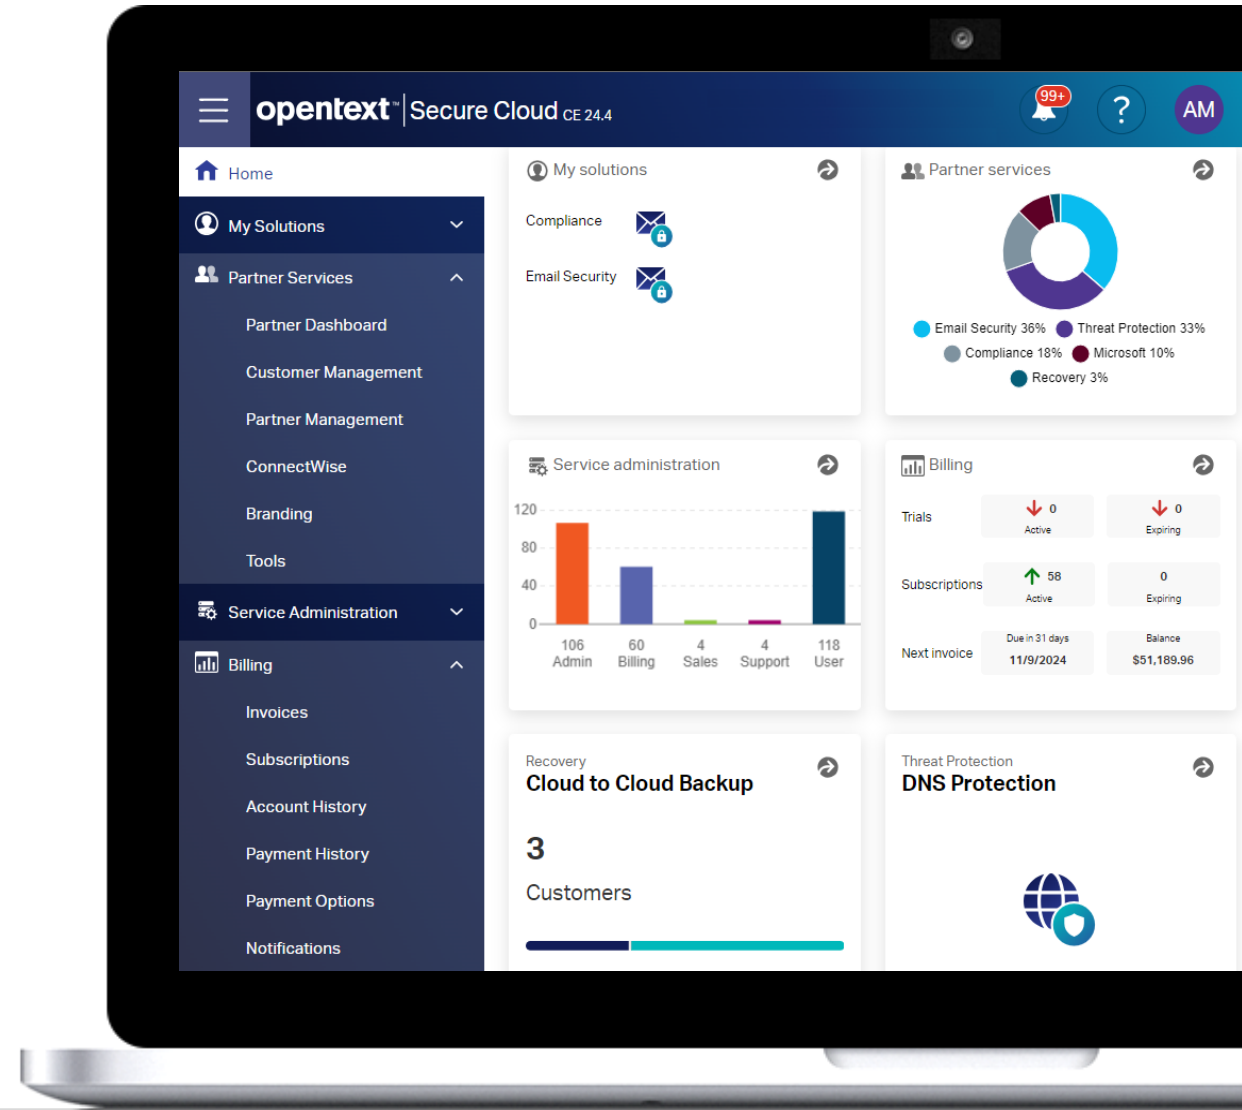 opentext™ | Secure Cloud CE 24.4
99+
?
AM
Home
My Solutions
Partner Services
Partner Dashboard
Customer Management
Partner Management
ConnectWise
Branding
Tools
Service Administration
Billing
Invoices
Subscriptions
Account History
Payment History
Payment Options
Notifications
My solutions
Compliance
Email Security
Partner services
Email Security 36% Threat Protection 33%
Compliance 18% Microsoft 10%
Recovery 3%
Service administration
120
80
40
0
106 60 4 4 118
Admin Billing Sales Support User
Billing
Trials
0
Active
0
Expiring
Subscriptions
58
Active
0
Expiring
Next invoice
Due in 31 days
11/9/2024
Balance
$51,189.96
Recovery
Cloud to Cloud Backup
3
Customers
Threat Protection
DNS Protection